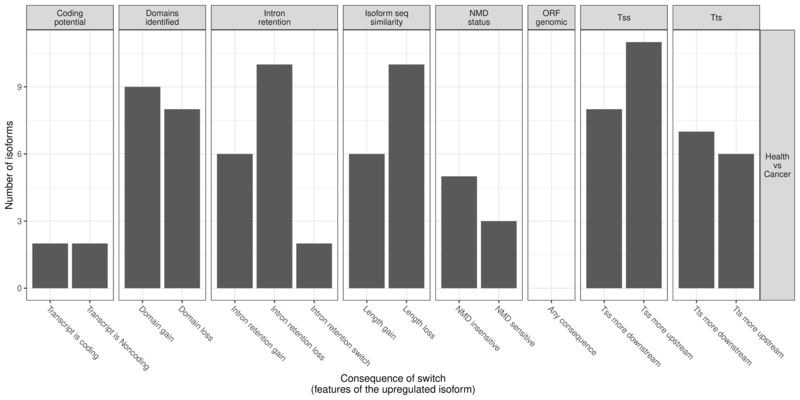 Coding
potential
Domains
identified
Intron
retention
Isoform seq
similarity
NMD
status
ORF
genomic
Tss
Tts
Number of isoforms
9
6
3
0
Health
vs
Cancer
Transcript is coding
Transcript is Noncoding
Domain gain
Domain loss
Intron retention gain
Intron retention loss
Intron retention switch
Length gain
Length loss
NMD insensitive
NMD sensitive
Any consequence
Tss more downstream
Tss more upstream
Tts more downstream
Tts more upstream
Consequence of switch
(features of the upregulated isoform)